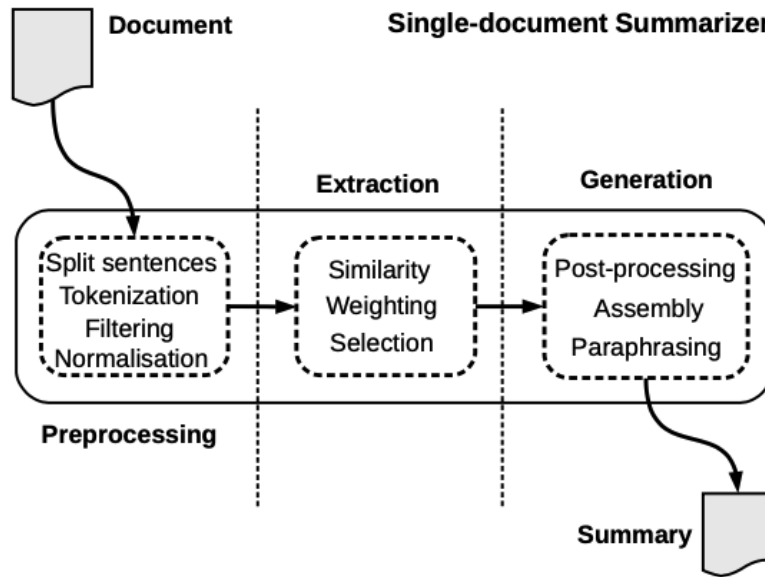 Document
Single-document Summarizer
Extraction
Generation
Split sentences
Tokenization
Filtering
Normalisation
Similarity
Weighting
Selection
Post-processing
Assembly
Paraphrasing
Preprocessing
Summary